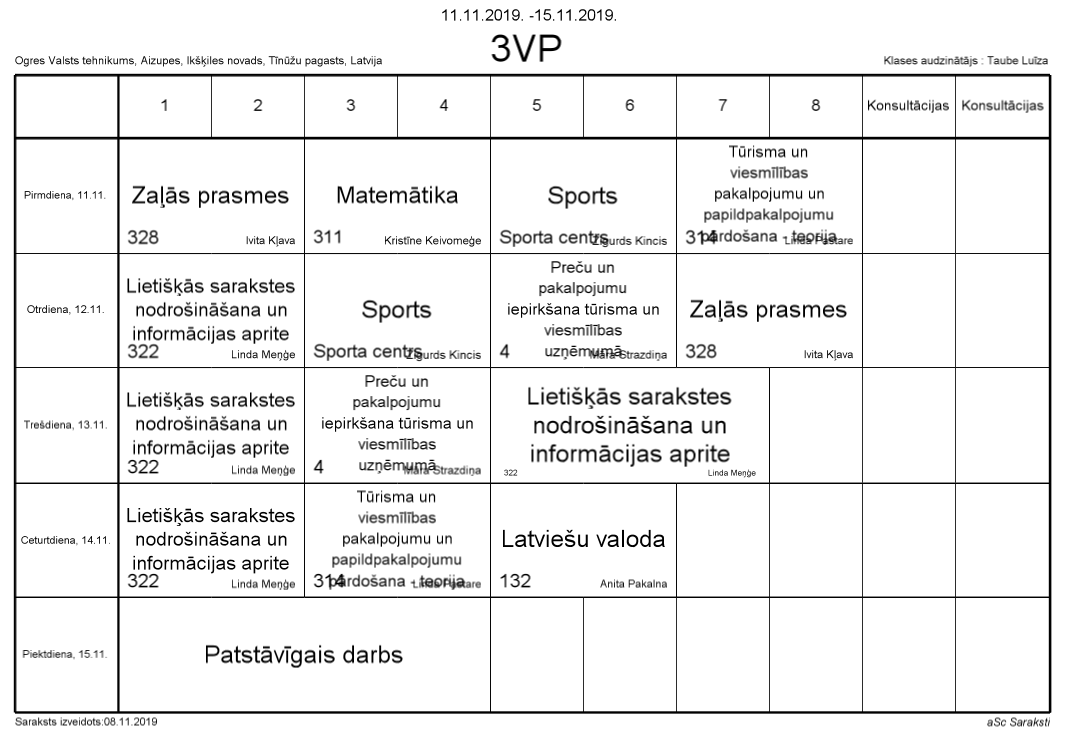 11.11.2019. -15.11.2019.
3VP
Ogres Valsts tehnikums, Aizupes, Ikšķiles novads, Tīnūžu pagasts, Latvija
Klases audzinātājs : Taube Luīza
1 2 3 4 5 6 7 8 Konsultācijas Konsultācijas
Pirmdiena, 11.11.
Zaļās prasmes
328 Ivita Kļava
Matemātika
311 Kristīne Keivomeģe
Sports
Sporta centrs Zigurds Kincis
Tūrisma un
viesmīlības
pakalpojumu un
papildpakalpojumu
pārdošana - teorija
314 Linda Pastare
Otrdiena, 12.11.
Lietišķās sarakstes
nodrošināšana un
informācijas aprite
322 Linda Meņģe
Sports
Sporta centrs Zigurds Kincis
Preču un
pakalpojumu
iepirkšana tūrisma un
viesmīlības
uzņēmumā
4 Māra Strazdiņa
Zaļās prasmes
328 Ivita Kļava
Trešdiena, 13.11.
Lietišķās sarakstes
nodrošināšana un
informācijas aprite
322 Linda Meņģe
Preču un
pakalpojumu
iepirkšana tūrisma un
viesmīlības
uzņēmumā
4 Māra Strazdiņa
Lietišķās sarakstes
nodrošināšana un
informācijas aprite
322 Linda Meņģe
Ceturtdiena, 14.11.
Lietišķās sarakstes
nodrošināšana un
informācijas aprite
322 Linda Meņģe
Tūrisma un
viesmīlības
pakalpojumu un
papildpakalpojumu
pārdošana - teorija
314 Linda Pastare
Latviešu valoda
132 Anita Pakalna
Piektdiena, 15.11.
Patstāvīgais darbs
Saraksts izveidots:08.11.2019
aSc Saraksti